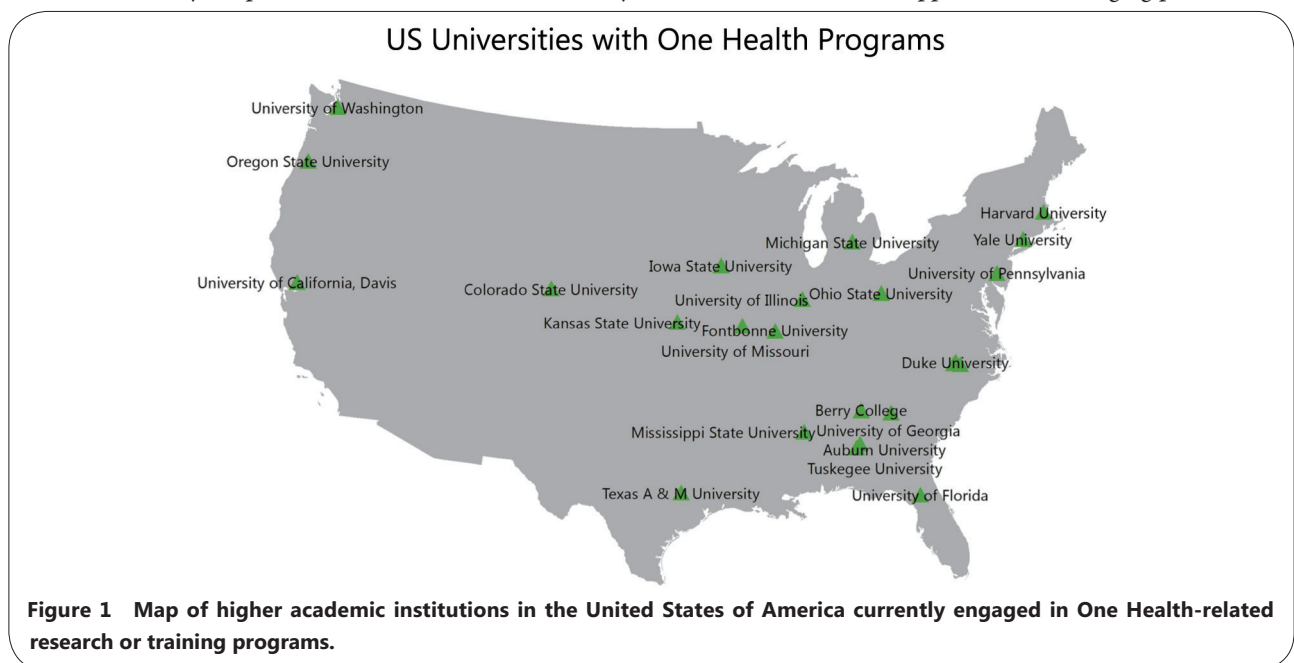 US Universities with One Health Programs
University of Washington
Oregon State University
Harvard University
Michigan State University
Yale University
Iowa State University
University of Pennsylvania
University of California, Davis
Colorado State University
University of Illinois
Ohio State University
Kansas State University
Fontbonne University
University of Missouri
Duke University
Berry College
Mississippi State University
University of Georgia
Auburn University
Tuskegee University
Texas A & M University
University of Florida
Figure 1 Map of higher academic institutions in the United States of America currently engaged in One Health-related
research or training programs.